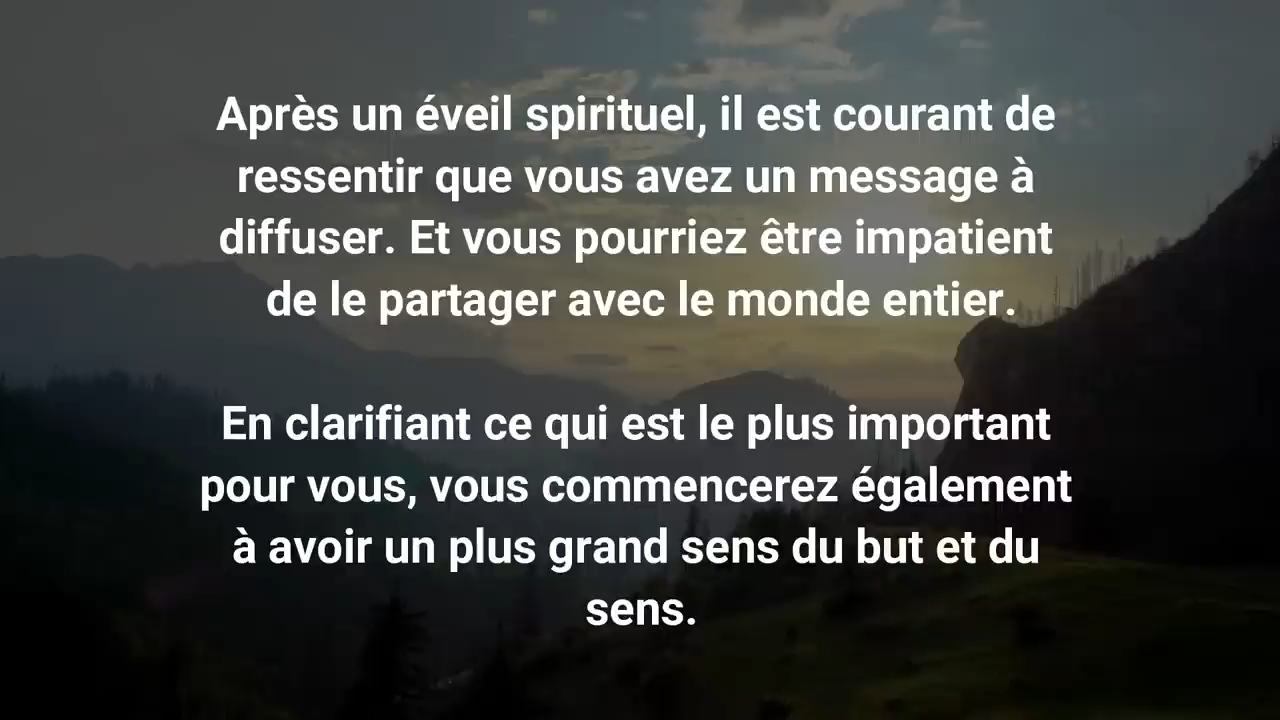 Après un éveil spirituel, il est courant de
ressentir que vous avez un message à
diffuser. Et vous pourriez être impatient
de le partager avec le monde entier.
En clarifiant ce qui est le plus important
pour vous, vous commencerez également
à avoir un plus grand sens du but et du
sens.